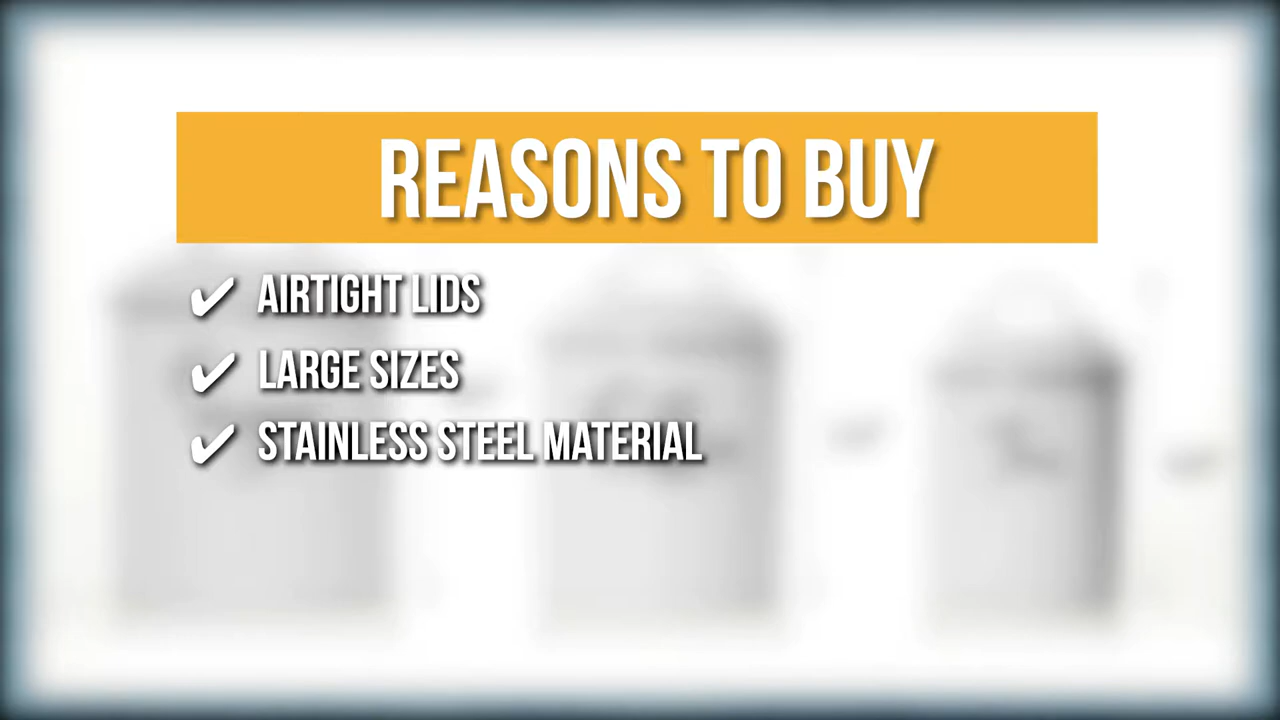 REASONS TO BUY
✔ AIRTIGHT LIDS
✔ LARGE SIZES
✔ STAINLESS STEEL MATERIAL